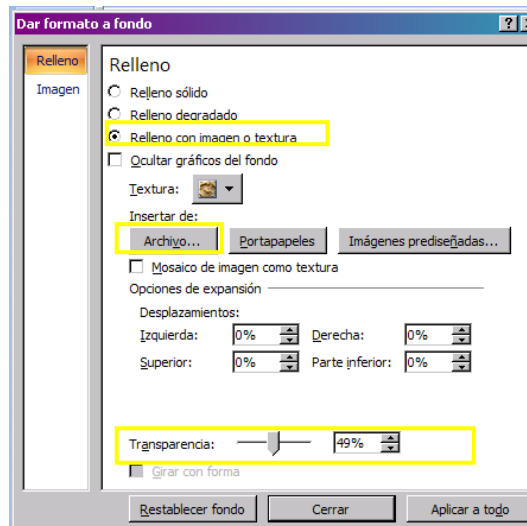 Dar formato a fondo
Relleno
Imagen
Relleno
Relleno sólido
Relleno degradado
Relleno con imagen o textura
Ocultar gráficos del fondo
Textura:
Insertar de:
Archivo... Portapapeles Imágenes prediseñadas...
Mosaico de imagen como textura
Opciones de expansión
Desplazamientos:
Izquierda: 0% Derecha: 0%
Superior: 0% Parte inferior: 0%
Transparencia: 49%
Girar con forma
Restablecer fondo Cerrar Aplicar a todo